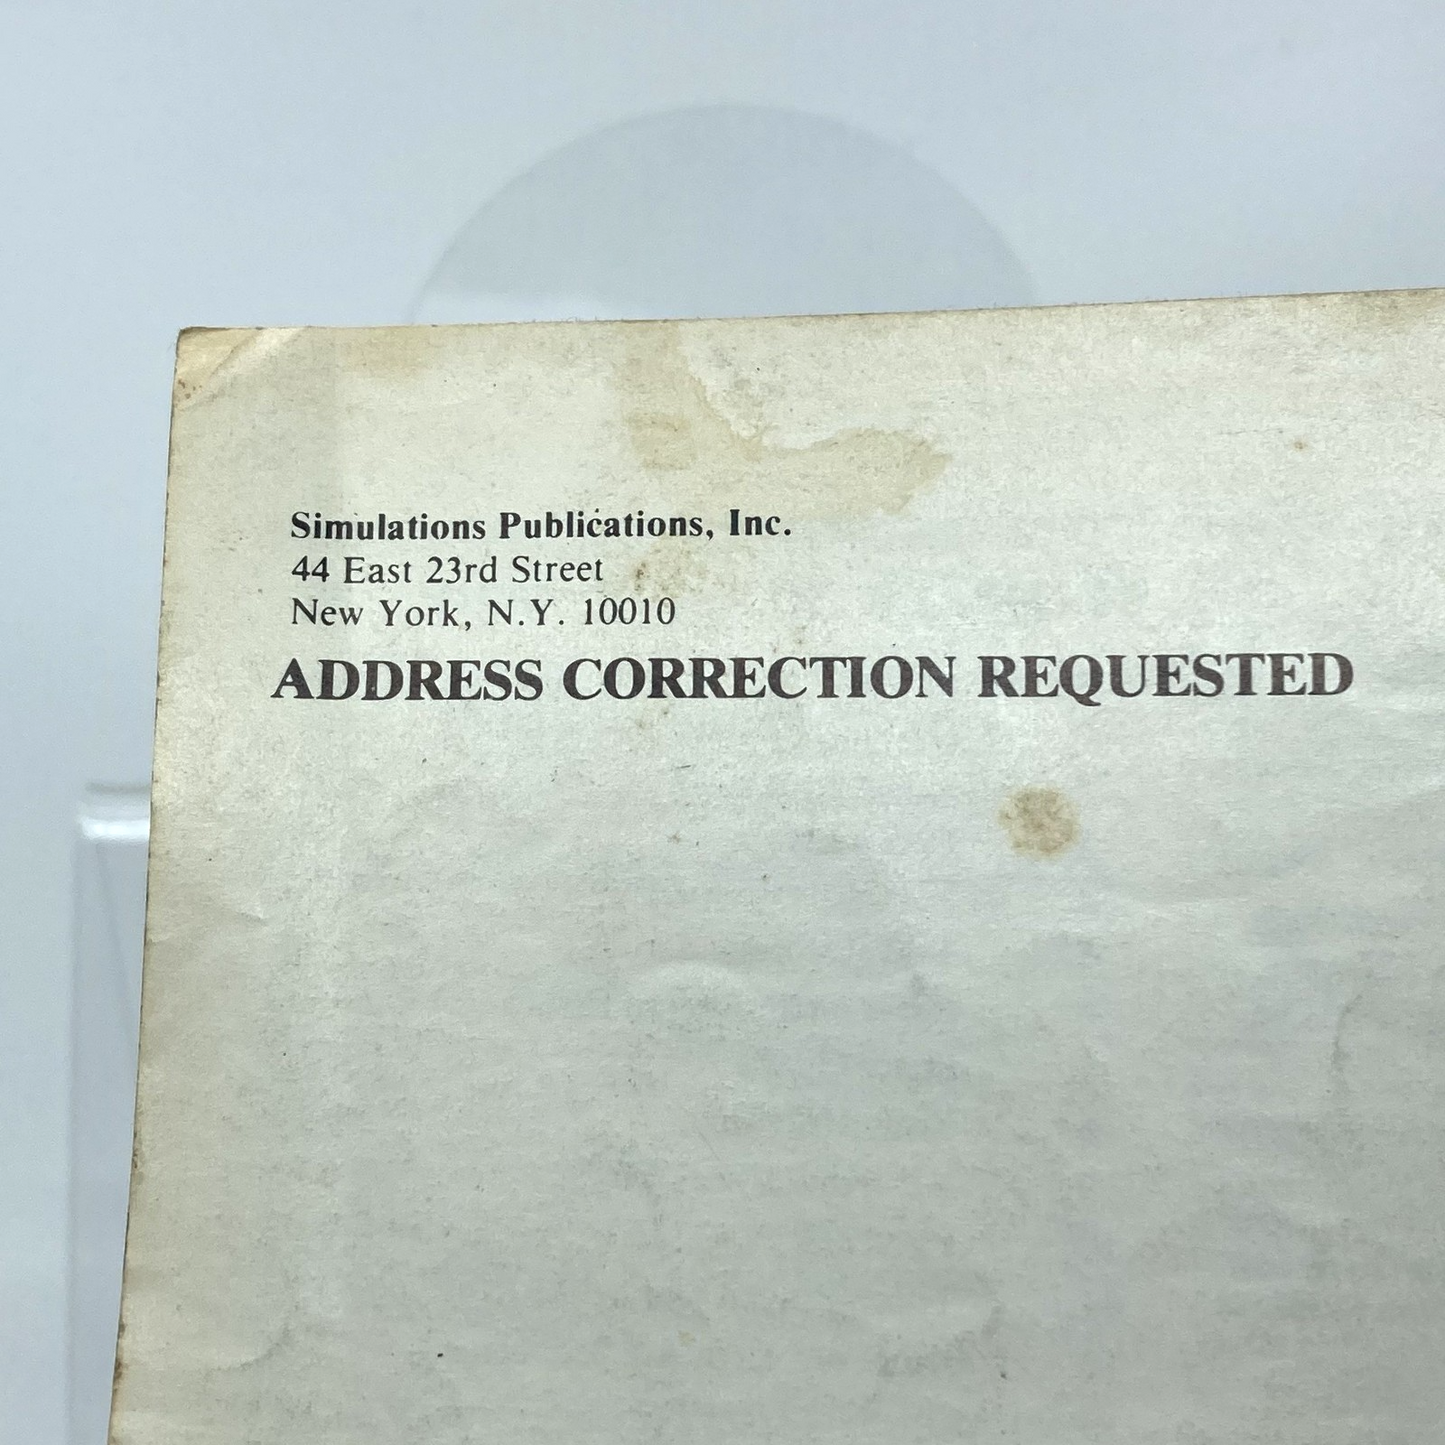 Simulations Publications, Inc.
44 East 23rd Street
New York, N.Y. 10010
ADDRESS CORRECTION REQUESTED